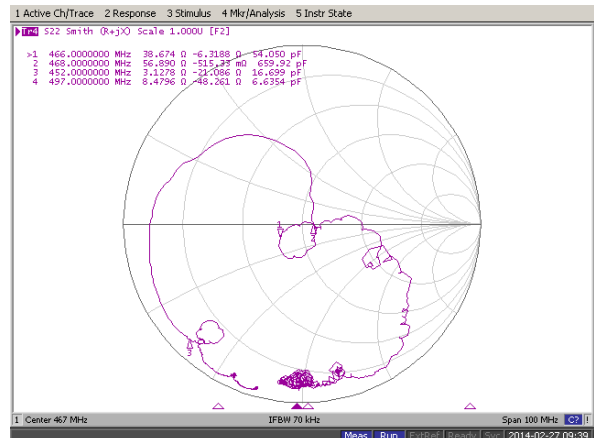 1 Active Ch/Trace 2 Response 3 Stimulus 4 Mkr/Analysis 5 Instr State
Tr4 S22 Smith (R+jX) Scale 1.000U [F2]
>1 466.0000000 MHz 38.674 Ω -6.3188 Ω 54.050 pF
2 468.0000000 MHz 56.890 Ω -515.33 mΩ 659.92 pF
3 452.0000000 MHz 3.1278 Ω -21.086 Ω 16.699 pF
4 497.0000000 MHz 8.4796 Ω -48.261 Ω 6.6354 pF
1
2
3
1 Center 467 MHz IFBW 70 kHz Span 100 MHz C? !
Meas Run ExtRef Ready Svc 2014-02-27 09:39